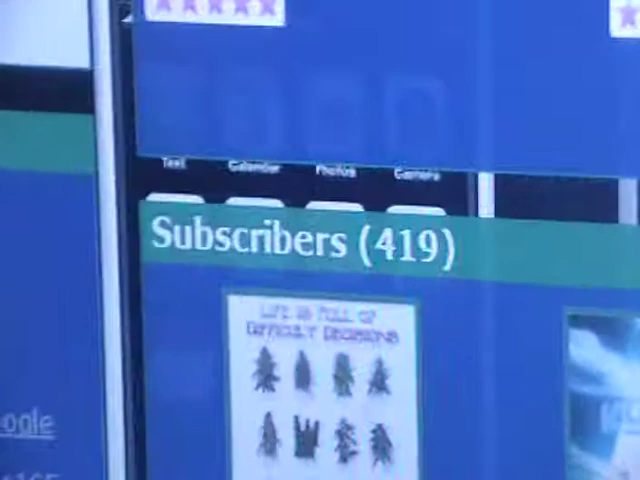 Text Calendar Photos Camera
Subscribers (419)
LIFE IS FULL OF
DIFFICULT DECISIONS
oogle